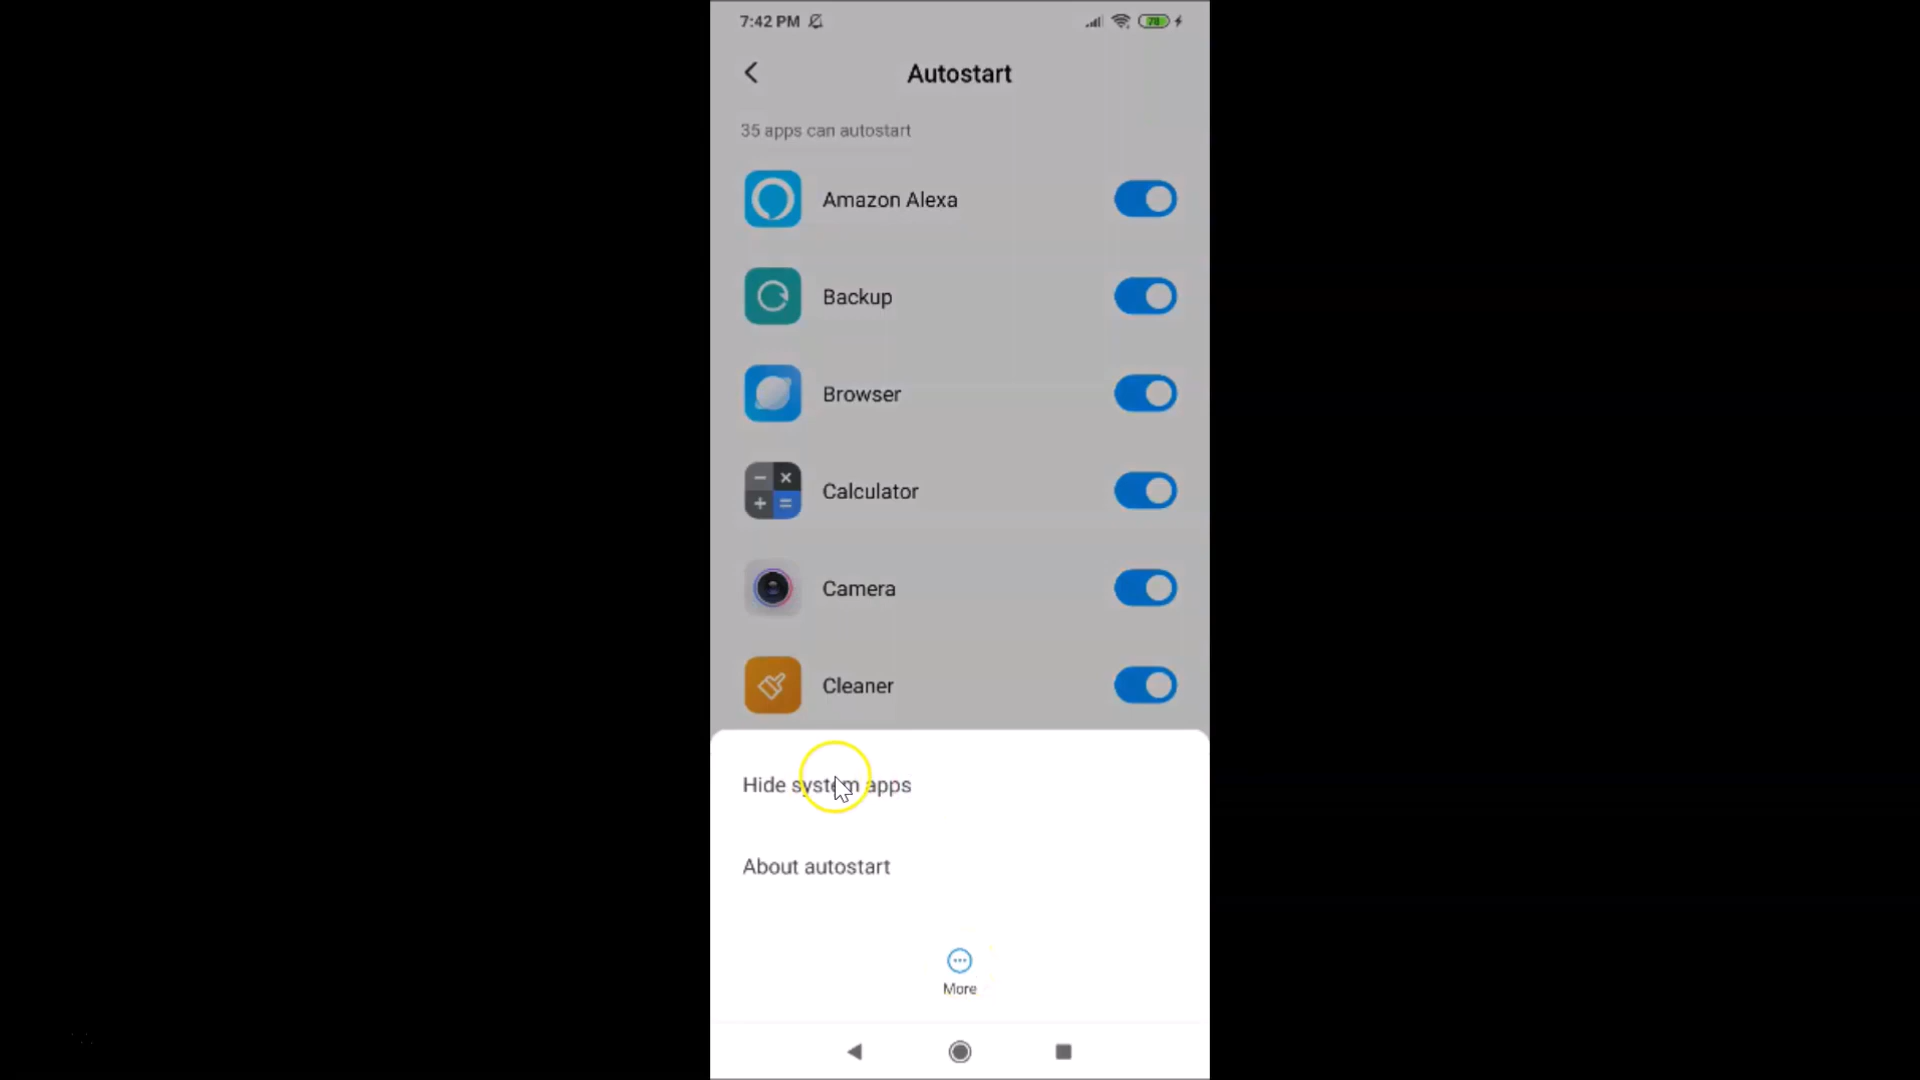 7:42 PM
78
Autostart
35 apps can autostart
Amazon Alexa
Backup
Browser
Calculator
Camera
Cleaner
Hide system apps
About autostart
More